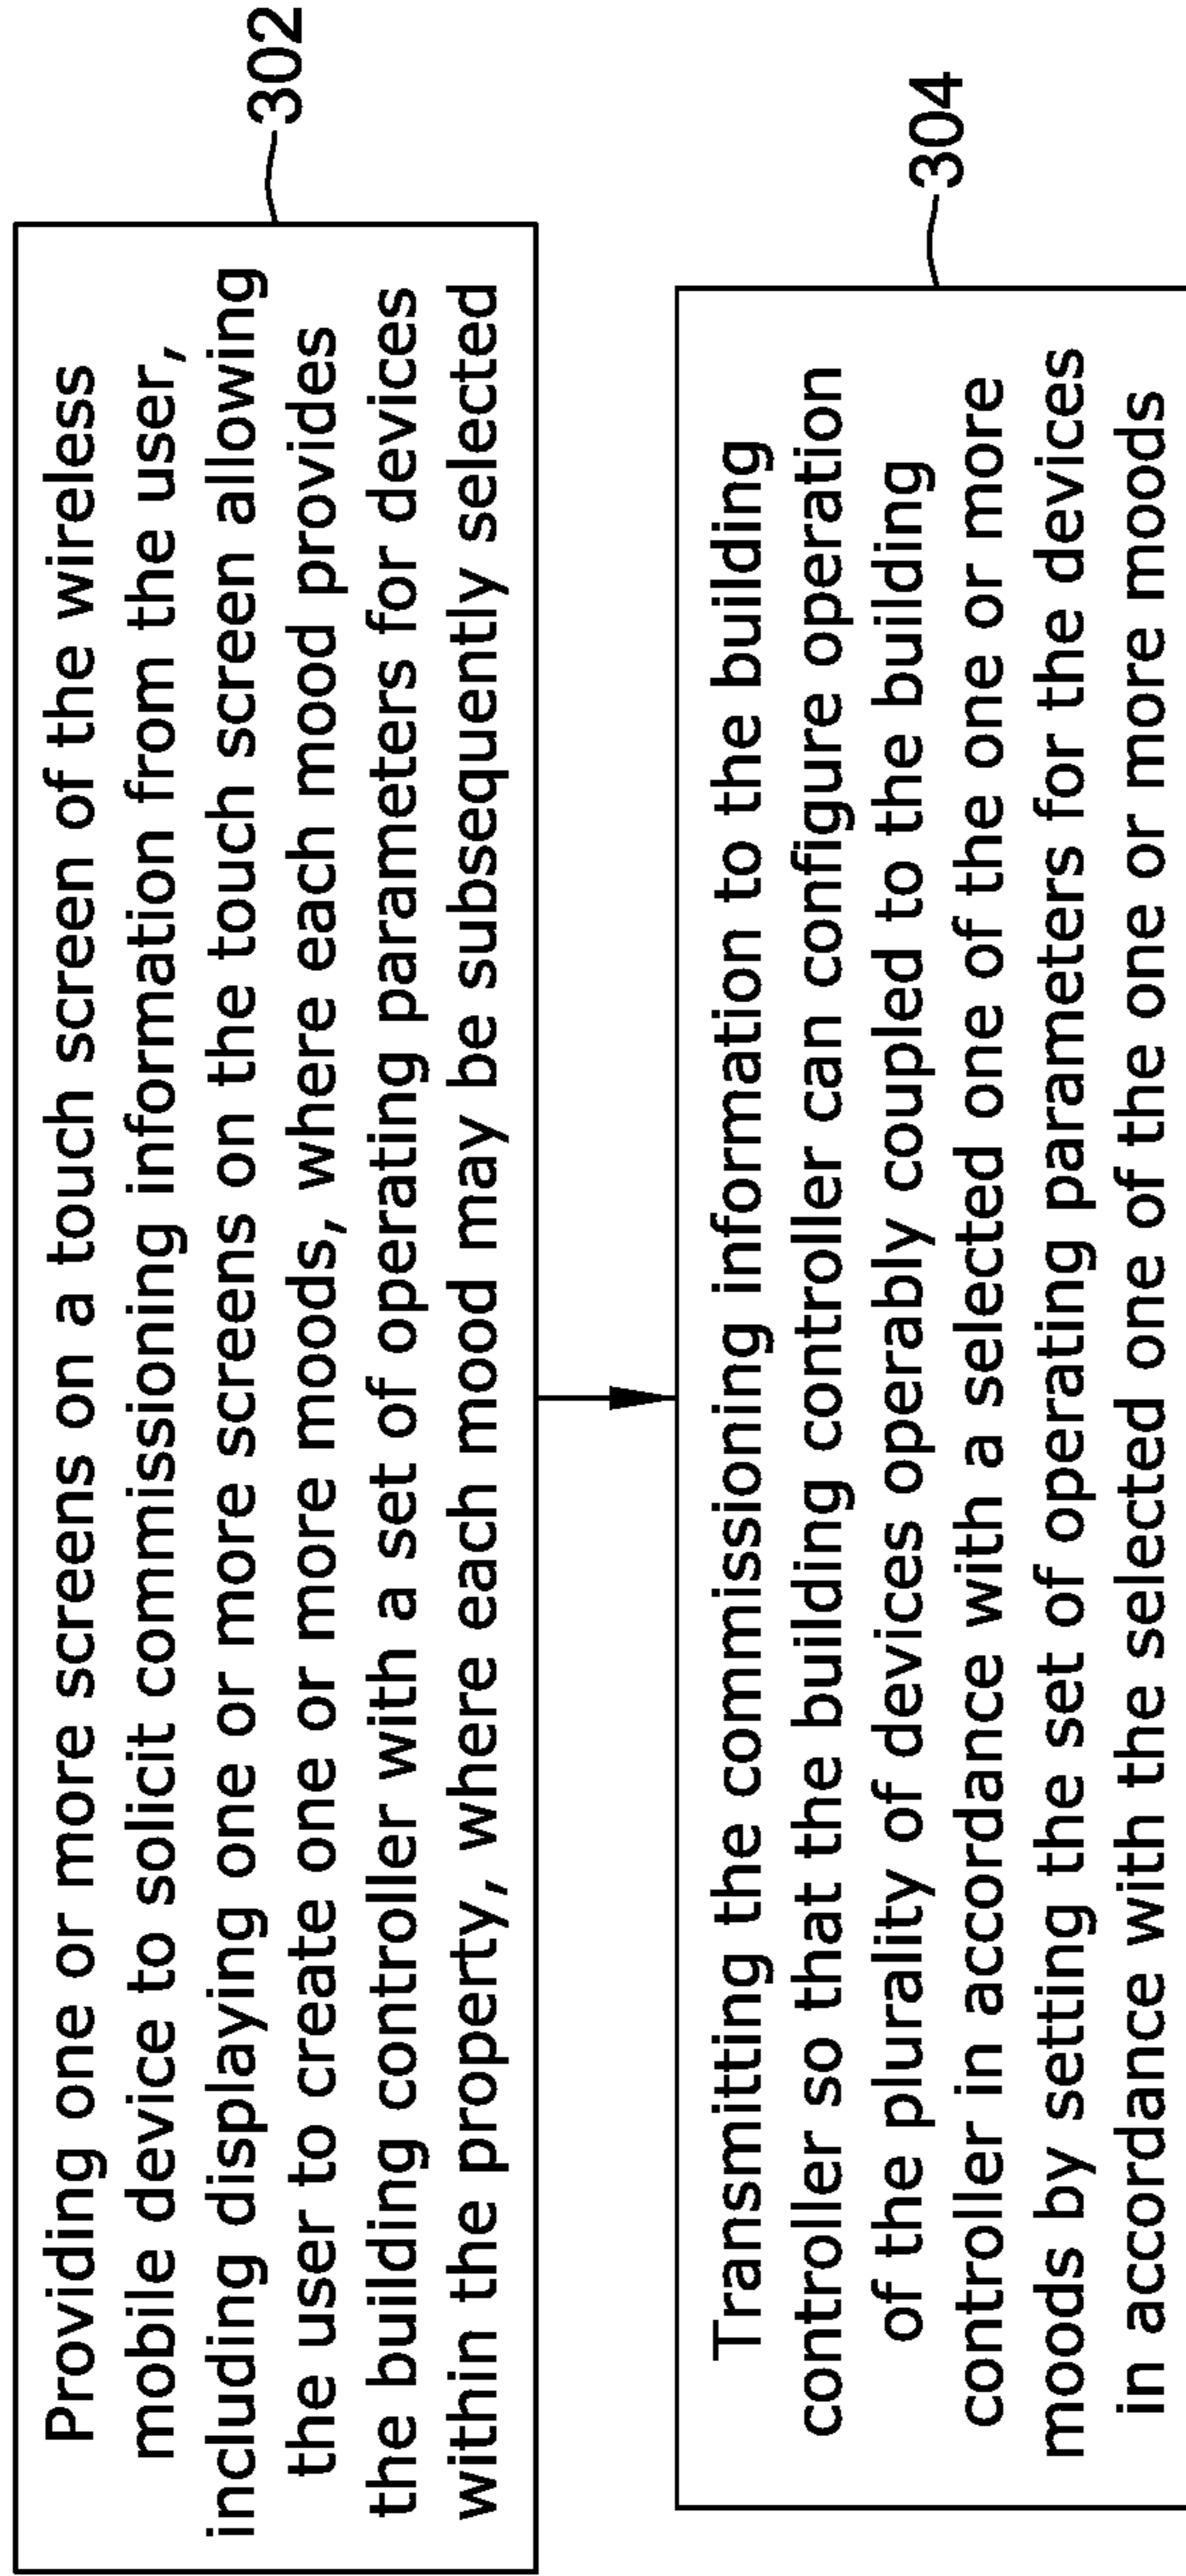 Providing one or more screens on a touch screen of the wireless
mobile device to solicit commissioning information from the user,
including displaying one or more screens on the touch screen allowing
the user to create one or more moods, where each mood provides
the building controller with a set of operating parameters for devices
within the property, where each mood may be subsequently selected
302
Transmitting the commissioning information to the building
controller so that the building controller can configure operation
of the plurality of devices operably coupled to the building
controller in accordance with a selected one of the one or more
moods by setting the set of operating parameters for the devices
in accordance with the selected one of the one or more moods
304